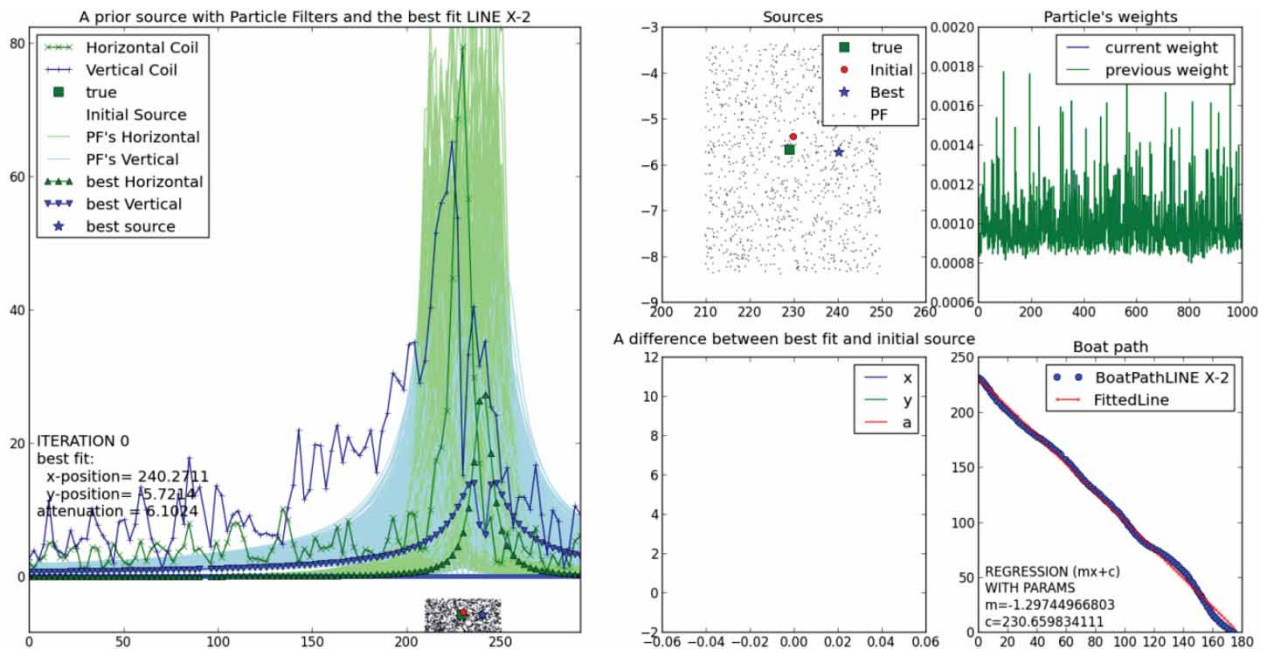 A prior source with Particle Filters and the best fit LINE X-2
Horizontal Coil
Vertical Coil
true
Initial Source
PF's Horizontal
PF's Vertical
best Horizontal
best Vertical
best source
80
60
40
20
0
ITERATION 0
best fit:
x-position= 240.2711
y-position= -5.7214
attenuation = 6.1024
0 50 100 150 200 250
Sources
true
Initial
Best
PF
−3
−4
−5
−6
−7
−8
−9
200 210 220 230 240 250 260
Particle's weights
current weight
previous weight
0.0020
0.0018
0.0016
0.0014
0.0012
0.0010
0.0008
0.0006
0 200 400 600 800 1000
A difference between best fit and initial source
x
y
a
12
10
8
6
4
2
0
−2
−0.06 −0.04 −0.02 0.00 0.02 0.04 0.06
Boat path
BoatPathLINE X-2
FittedLine
250
200
150
100
50
0
REGRESSION (mx+c)
WITH PARAMS
m=-1.29744966803
c=230.659834111
0 20 40 60 80 100 120 140 160 180